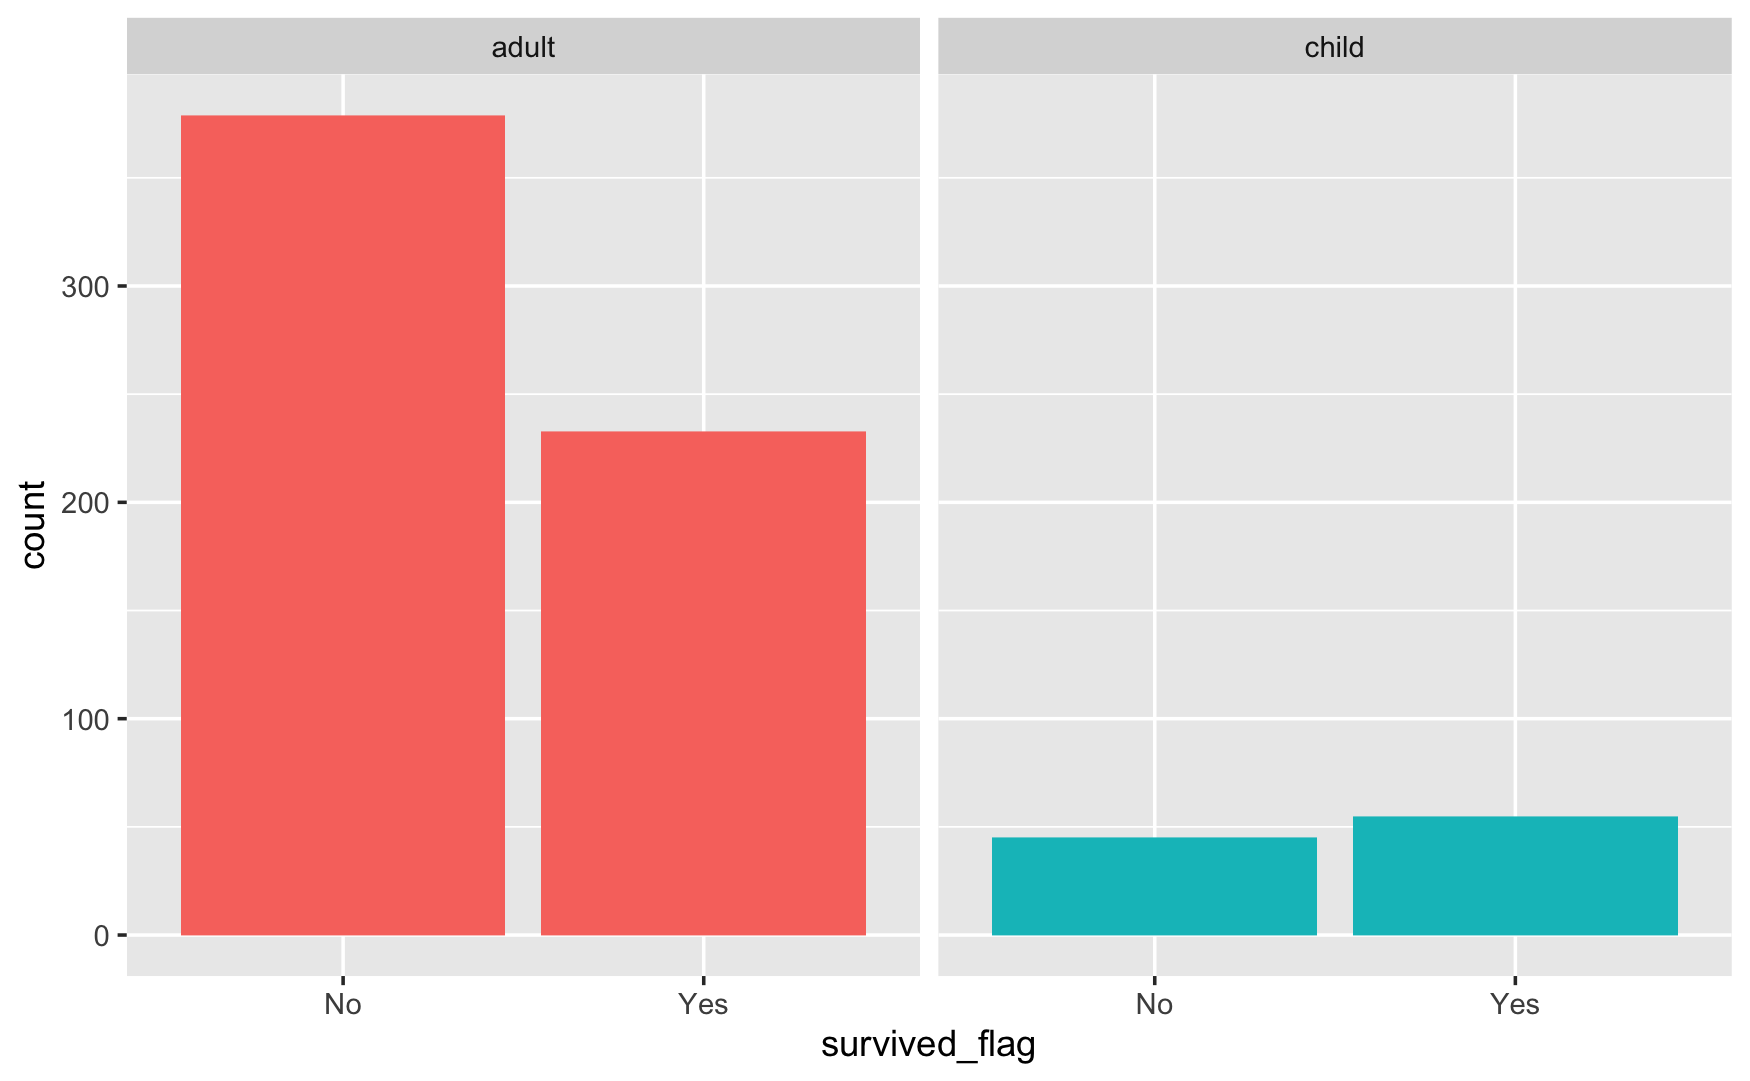 adult
child
count
300
200
100
0
No
Yes
No
Yes
survived_flag